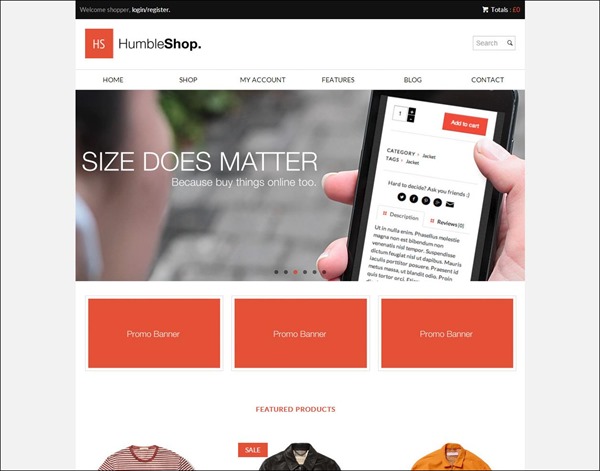 Welcome shopper, login/register.
Totals : £0
HS
HumbleShop.
Search
HOME
SHOP
MY ACCOUNT
FEATURES
BLOG
CONTACT
SIZE DOES MATTER
Because buy things online too.
1
+
-
Add to cart
CATEGORY › Jacket
TAGS › Jacket
Hard to decide? Ask you friends :)
Description
Reviews(0)
Ut in nulla enim. Phasellus molestie
magna non est bibendum non
venenatis nisl tempor. Suspendisse
dictum feugiat nisl ut dapibus. Mauris
iaculis porttitor posuere. Praesent id
metus massa, ut blandit odio. Proin
quis tortor orci. Etiam
Promo Banner
Promo Banner
Promo Banner
FEATURED PRODUCTS
SALE